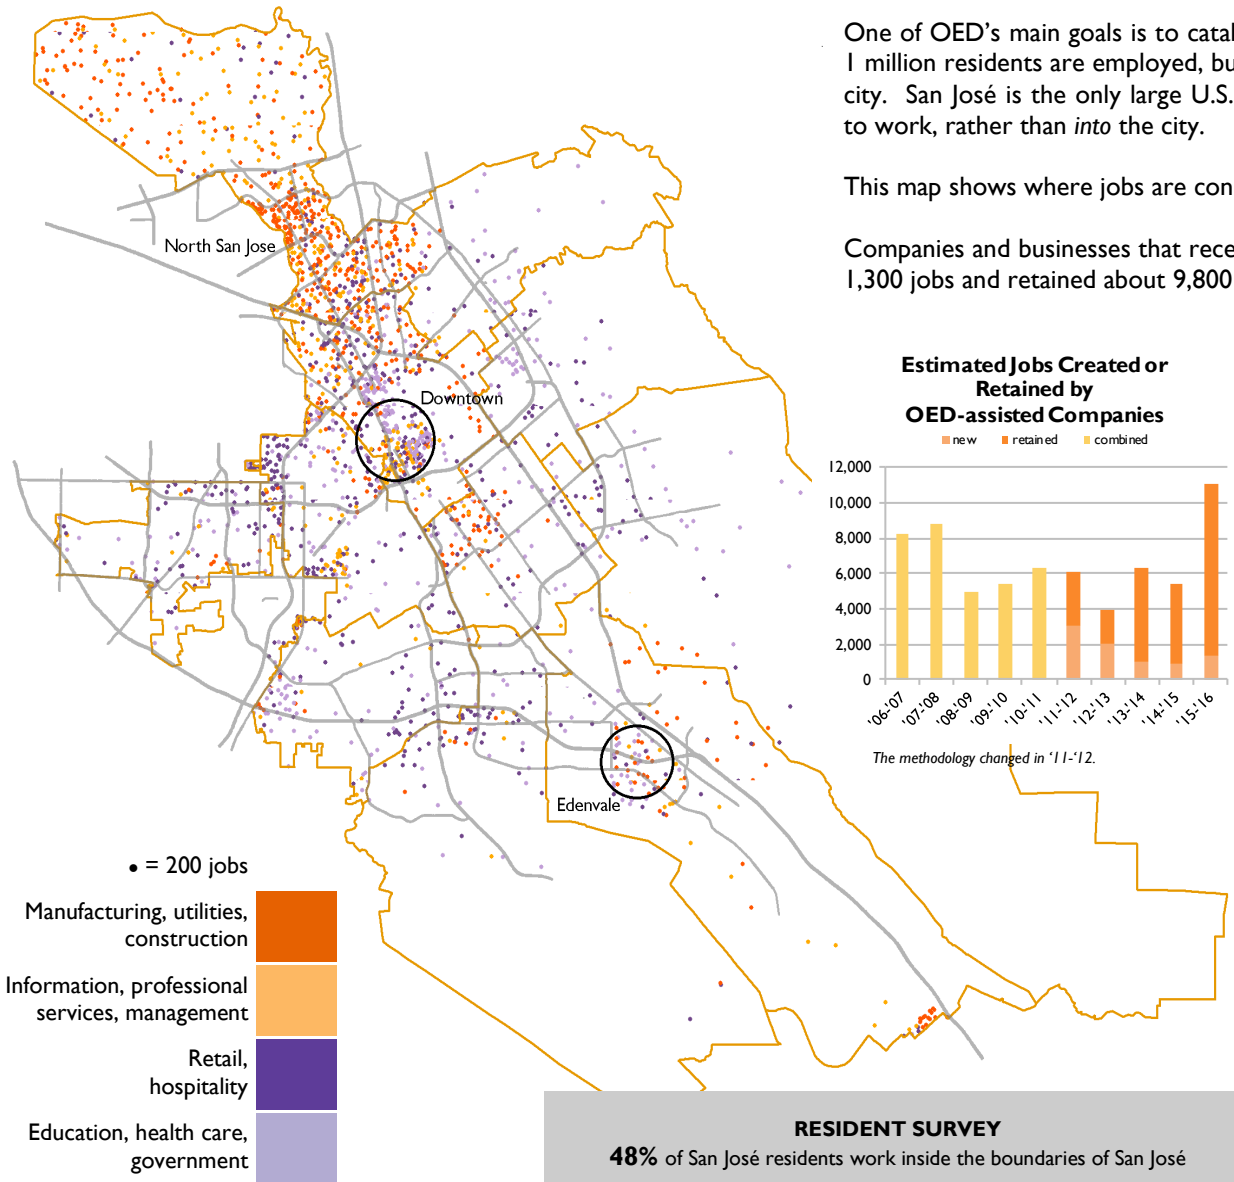 One of OED's main goals is to catal
1 million residents are employed, bu
city. San José is the only large U.S.
to work, rather than into the city.
This map shows where jobs are con
Companies and businesses that rece
1,300 jobs and retained about 9,800
North San Jose
Downtown
Edenvale
Estimated Jobs Created or
Retained by
OED-assisted Companies
new retained combined
12,000
10,000
8,000
6,000
4,000
2,000
0
'06-'07 '07-'08 '08-'09 '09-'10 '10-'11 '11-'12 '12-'13 '13-'14 '14-'15 '15-'16
The methodology changed in '11-'12.
• = 200 jobs
Manufacturing, utilities,
construction
Information, professional
services, management
Retail,
hospitality
Education, health care,
government
RESIDENT SURVEY
48% of San José residents work inside the boundaries of San José